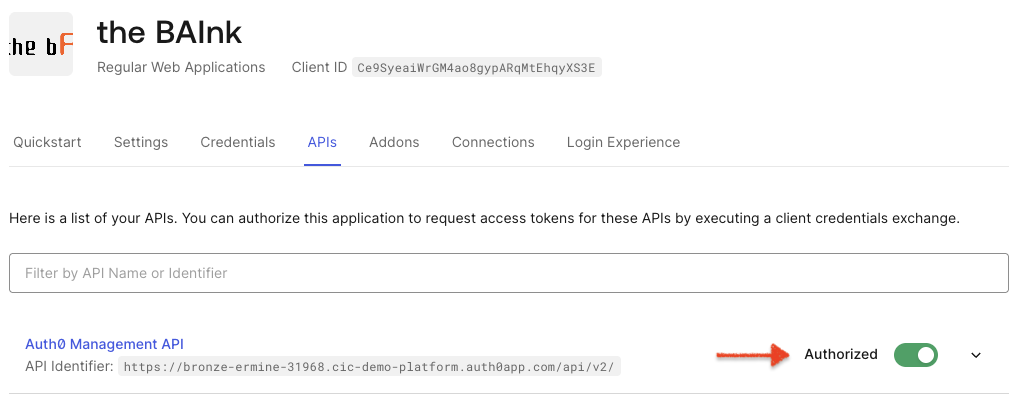 the bA
the BAInk
Regular Web Applications Client ID Ce9SyeaiWrGM4ao8gypARqMtEhqyXS3E
Quickstart Settings Credentials APIs Addons Connections Login Experience
Here is a list of your APIs. You can authorize this application to request access tokens for these APIs by executing a client credentials exchange.
Filter by API Name or Identifier
Auth0 Management API
API Identifier: https://bronze-ermine-31968.cic-demo-platform.auth0app.com/api/v2/
Authorized